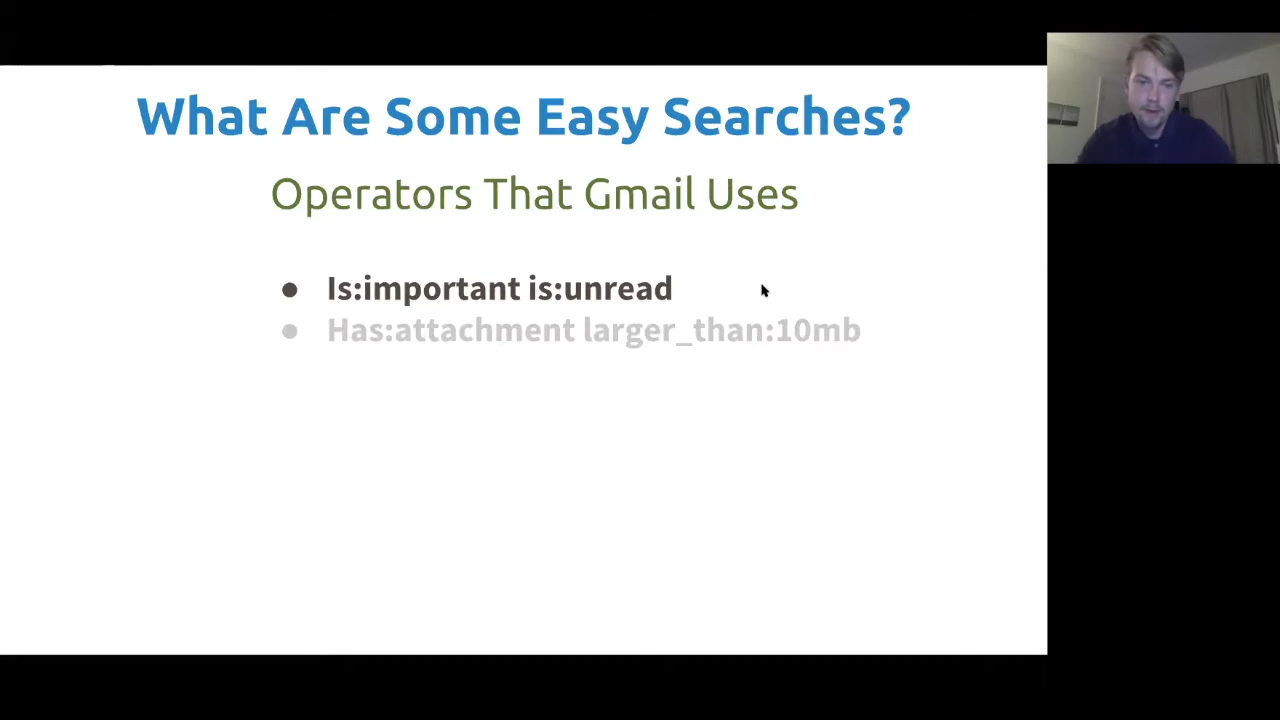 What Are Some Easy Searches?
Operators That Gmail Uses
● Is:important is:unread
● Has:attachment larger_than:10mb